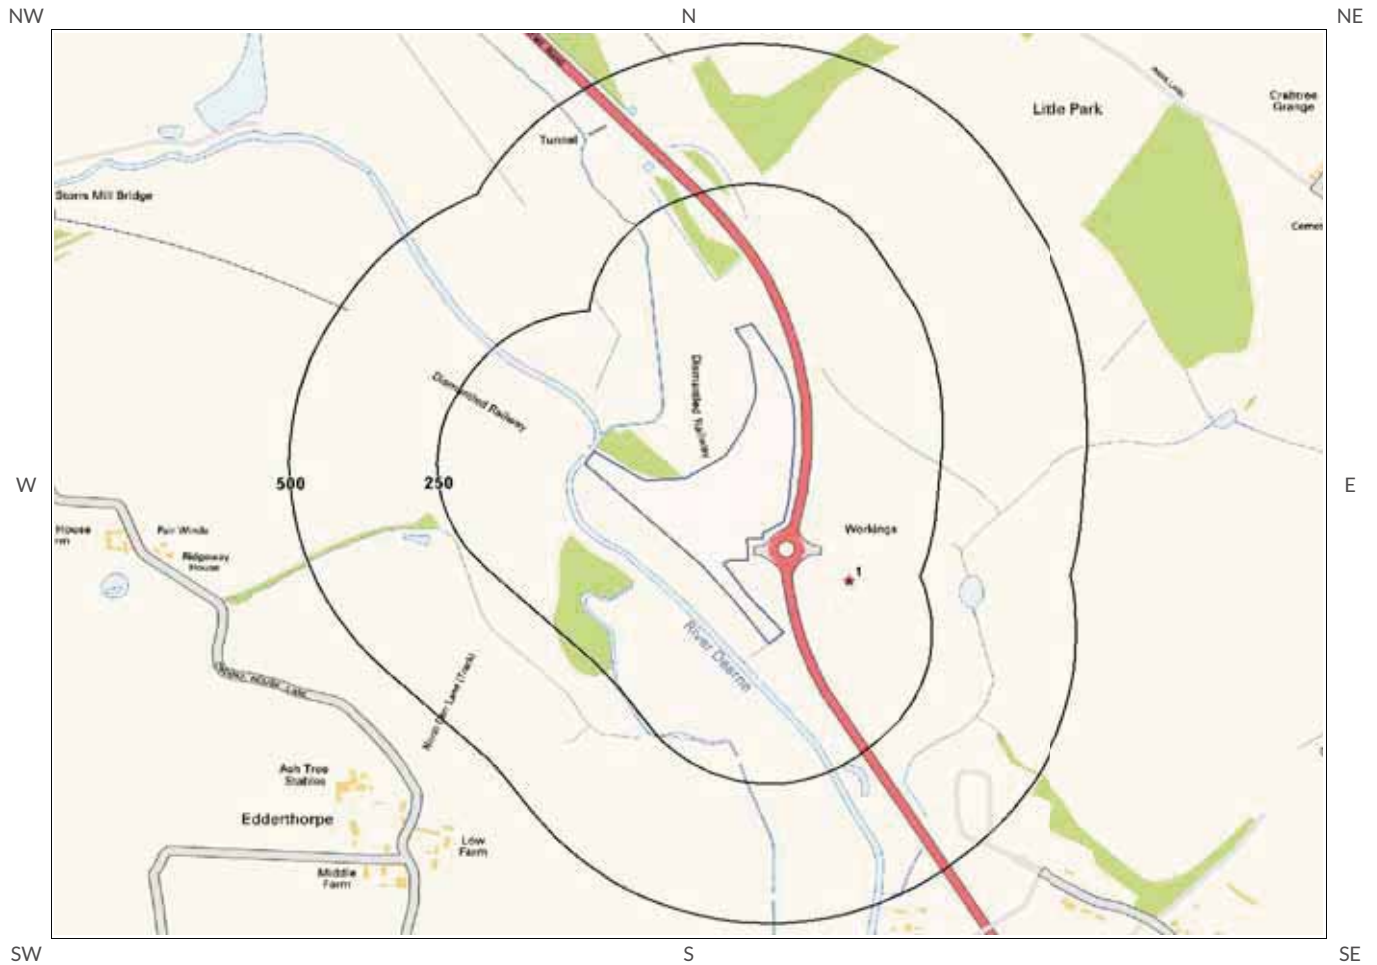 NW
N
NE
Little Park
Crabtree
Grange
Tunnel
Storrs Mill Bridge
Dismantled Railway
Dismantled Railway
W
500
250
E
House
Fair Winds
Ridgeway
House
Workings
1
River Dearne
Ash Tree
Stables
Edderthorpe
Low
Farm
Middle
Farm
SW
S
SE